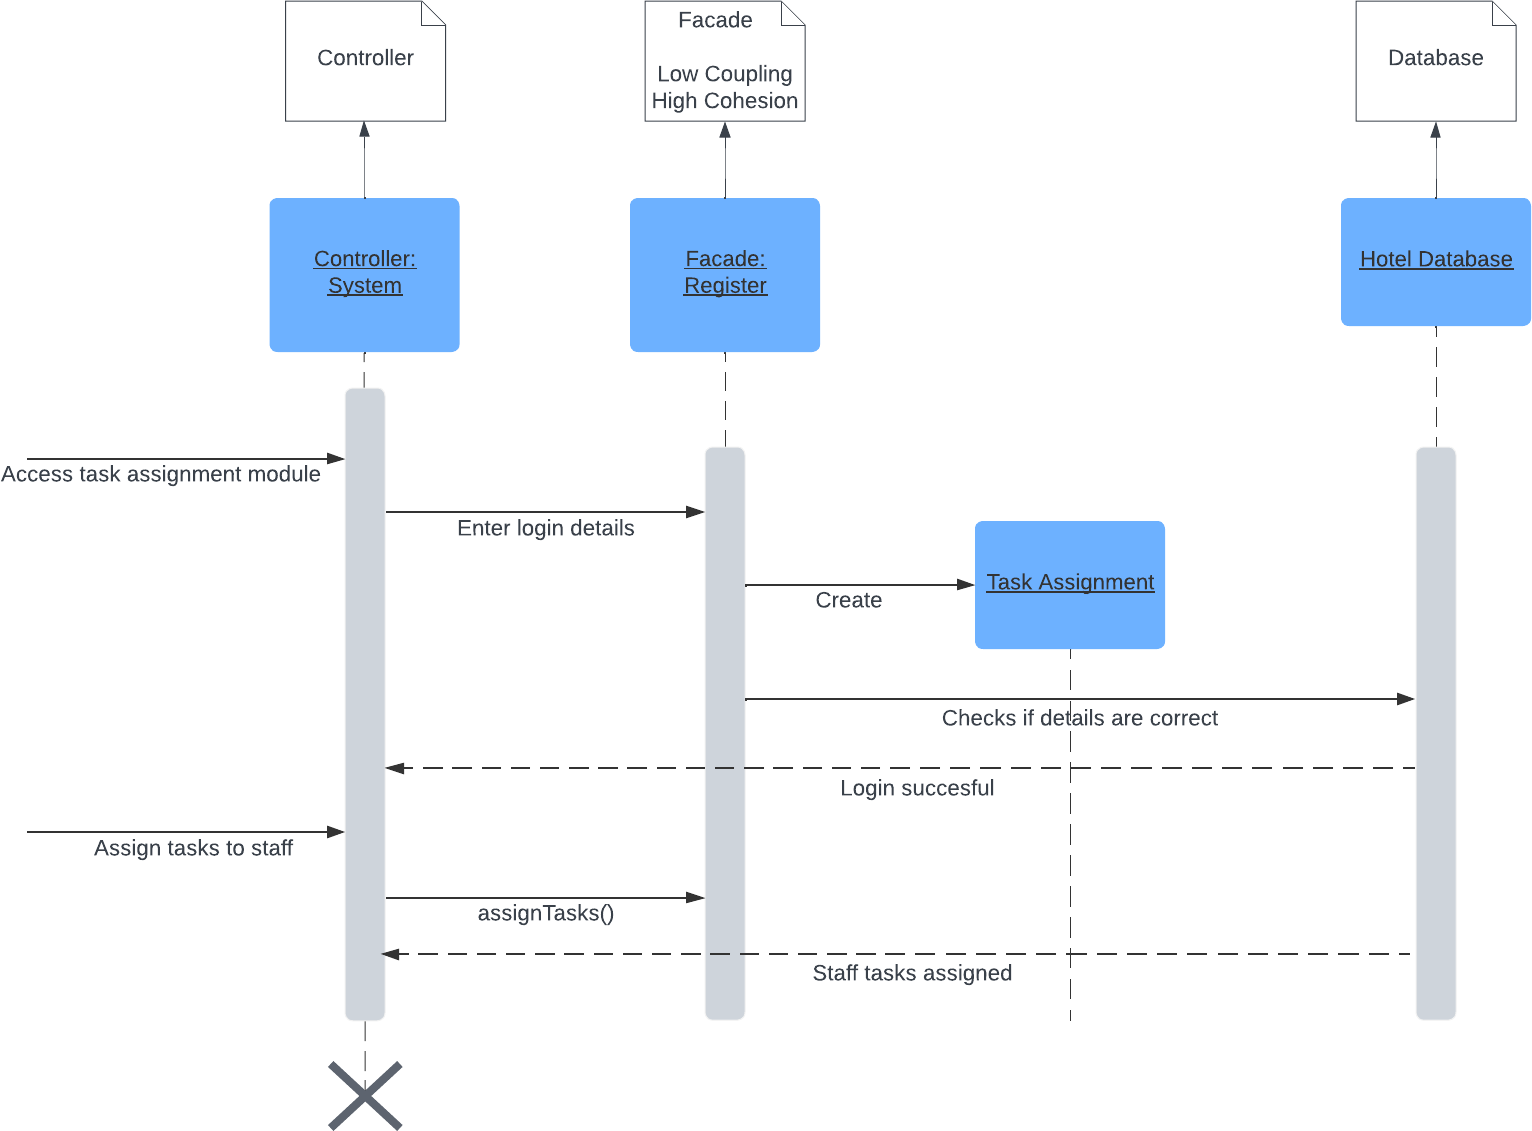 Controller
Facade
Low Coupling
High Cohesion
Database
Controller:
System
Facade:
Register
Hotel Database
Access task assignment module
Enter login details
Task Assignment
Create
Checks if details are correct
Login succesful
Assign tasks to staff
assignTasks()
Staff tasks assigned